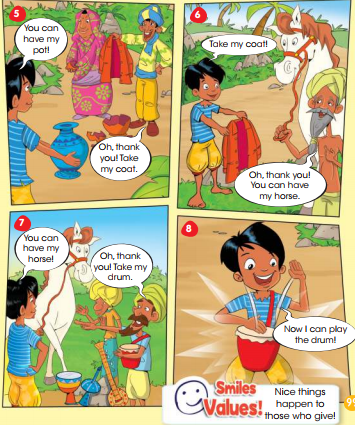 5
You can
have my
pot!
Oh, thank
you! Take
my coat.
6
Take my coat!
Oh, thank you!
You can have
my horse.
7
You can
have my
horse!
Oh, thank
you! Take my
drum.
8
Now I can play
the drum!
Smiles
Values!
Nice things
happen to
those who give!